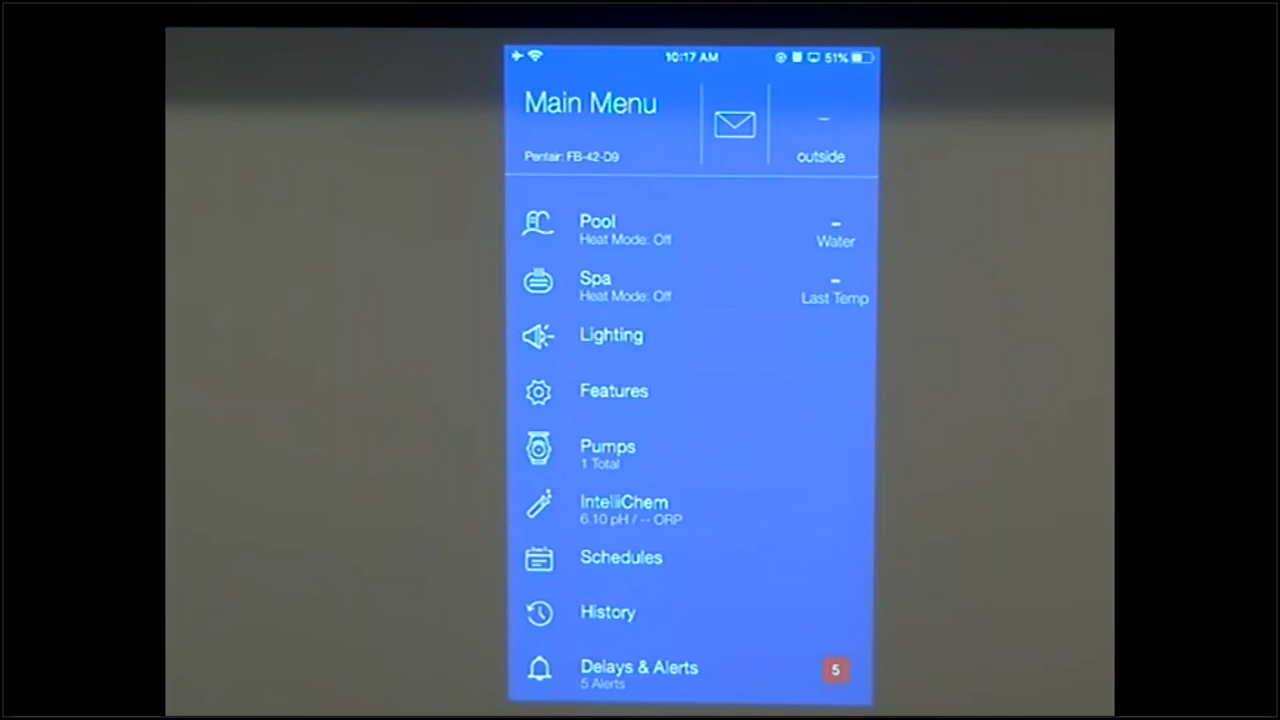 10:17 AM 51%
Main Menu
Pentair: FB-42-D9
– outside
Pool
Heat Mode: Off
– Water
Spa
Heat Mode: Off
– Last Temp
Lighting
Features
Pumps
1 Total
IntelliChem
6.10 pH / -- ORP
Schedules
History
Delays & Alerts
5 Alerts
5